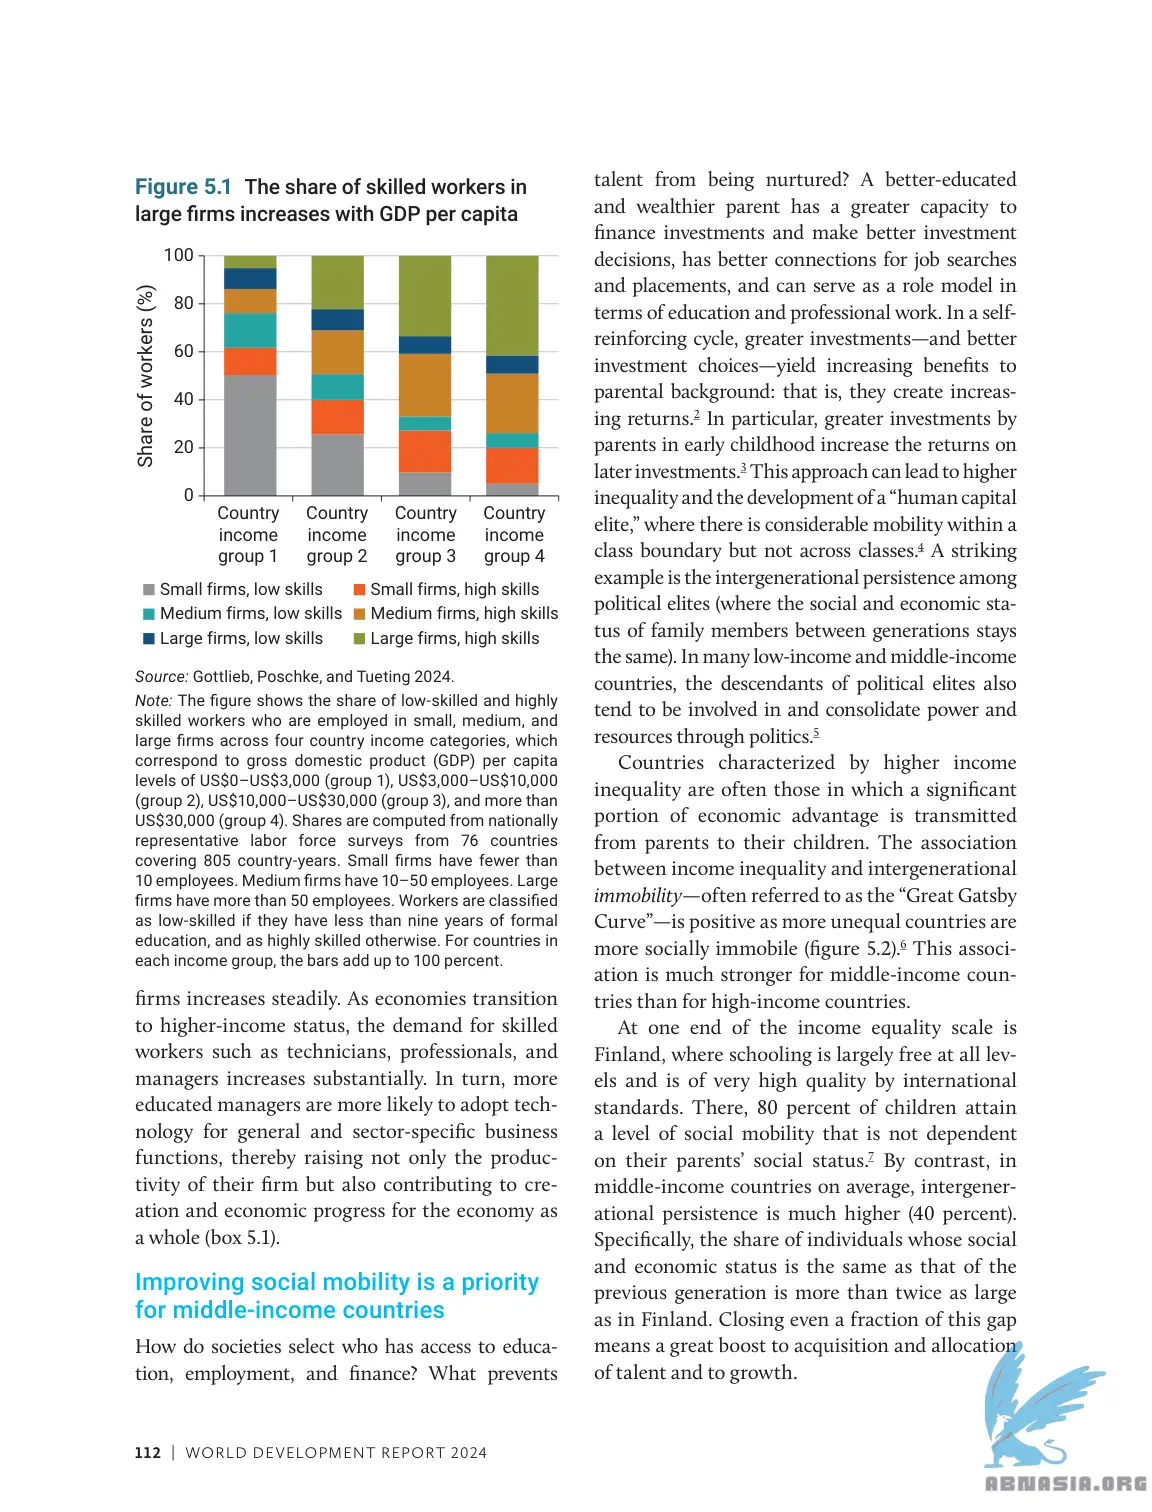 Figure 5.1 The share of skilled workers in
large firms increases with GDP per capita
Share of workers (%)
100
80
60
40
20
0
Country income group 1
Country income group 2
Country income group 3
Country income group 4
Small firms, low skills
Small firms, high skills
Medium firms, low skills
Medium firms, high skills
Large firms, low skills
Large firms, high skills
Source: Gottlieb, Poschke, and Tueting 2024.
Note: The figure shows the share of low-skilled and highly
skilled workers who are employed in small, medium, and
large firms across four country income categories, which
correspond to gross domestic product (GDP) per capita
levels of US$0–US$3,000 (group 1), US$3,000–US$10,000
(group 2), US$10,000–US$30,000 (group 3), and more than
US$30,000 (group 4). Shares are computed from nationally
representative labor force surveys from 76 countries
covering 805 country-years. Small firms have fewer than
10 employees. Medium firms have 10–50 employees. Large
firms have more than 50 employees. Workers are classified
as low-skilled if they have less than nine years of formal
education, and as highly skilled otherwise. For countries in
each income group, the bars add up to 100 percent.
firms increases steadily. As economies transition
to higher-income status, the demand for skilled
workers such as technicians, professionals, and
managers increases substantially. In turn, more
educated managers are more likely to adopt tech-
nology for general and sector-specific business
functions, thereby raising not only the produc-
tivity of their firm but also contributing to cre-
ation and economic progress for the economy as
a whole (box 5.1).
Improving social mobility is a priority
for middle-income countries
How do societies select who has access to educa-
tion, employment, and finance? What prevents
talent from being nurtured? A better-educated
and wealthier parent has a greater capacity to
finance investments and make better investment
decisions, has better connections for job searches
and placements, and can serve as a role model in
terms of education and professional work. In a self-
reinforcing cycle, greater investments—and better
investment choices—yield increasing benefits to
parental background: that is, they create increas-
ing returns.2 In particular, greater investments by
parents in early childhood increase the returns on
later investments.3 This approach can lead to higher
inequality and the development of a “human capital
elite,” where there is considerable mobility within a
class boundary but not across classes.4 A striking
example is the intergenerational persistence among
political elites (where the social and economic sta-
tus of family members between generations stays
the same). In many low-income and middle-income
countries, the descendants of political elites also
tend to be involved in and consolidate power and
resources through politics.5
Countries characterized by higher income
inequality are often those in which a significant
portion of economic advantage is transmitted
from parents to their children. The association
between income inequality and intergenerational
immobility—often referred to as the “Great Gatsby
Curve”—is positive as more unequal countries are
more socially immobile (figure 5.2).6 This associ-
ation is much stronger for middle-income coun-
tries than for high-income countries.
At one end of the income equality scale is
Finland, where schooling is largely free at all lev-
els and is of very high quality by international
standards. There, 80 percent of children attain
a level of social mobility that is not dependent
on their parents’ social status.7 By contrast, in
middle-income countries on average, intergener-
ational persistence is much higher (40 percent).
Specifically, the share of individuals whose social
and economic status is the same as that of the
previous generation is more than twice as large
as in Finland. Closing even a fraction of this gap
means a great boost to acquisition and allocation
of talent and to growth.
112 | WORLD DEVELOPMENT REPORT 2024
ABNASIA.ORG